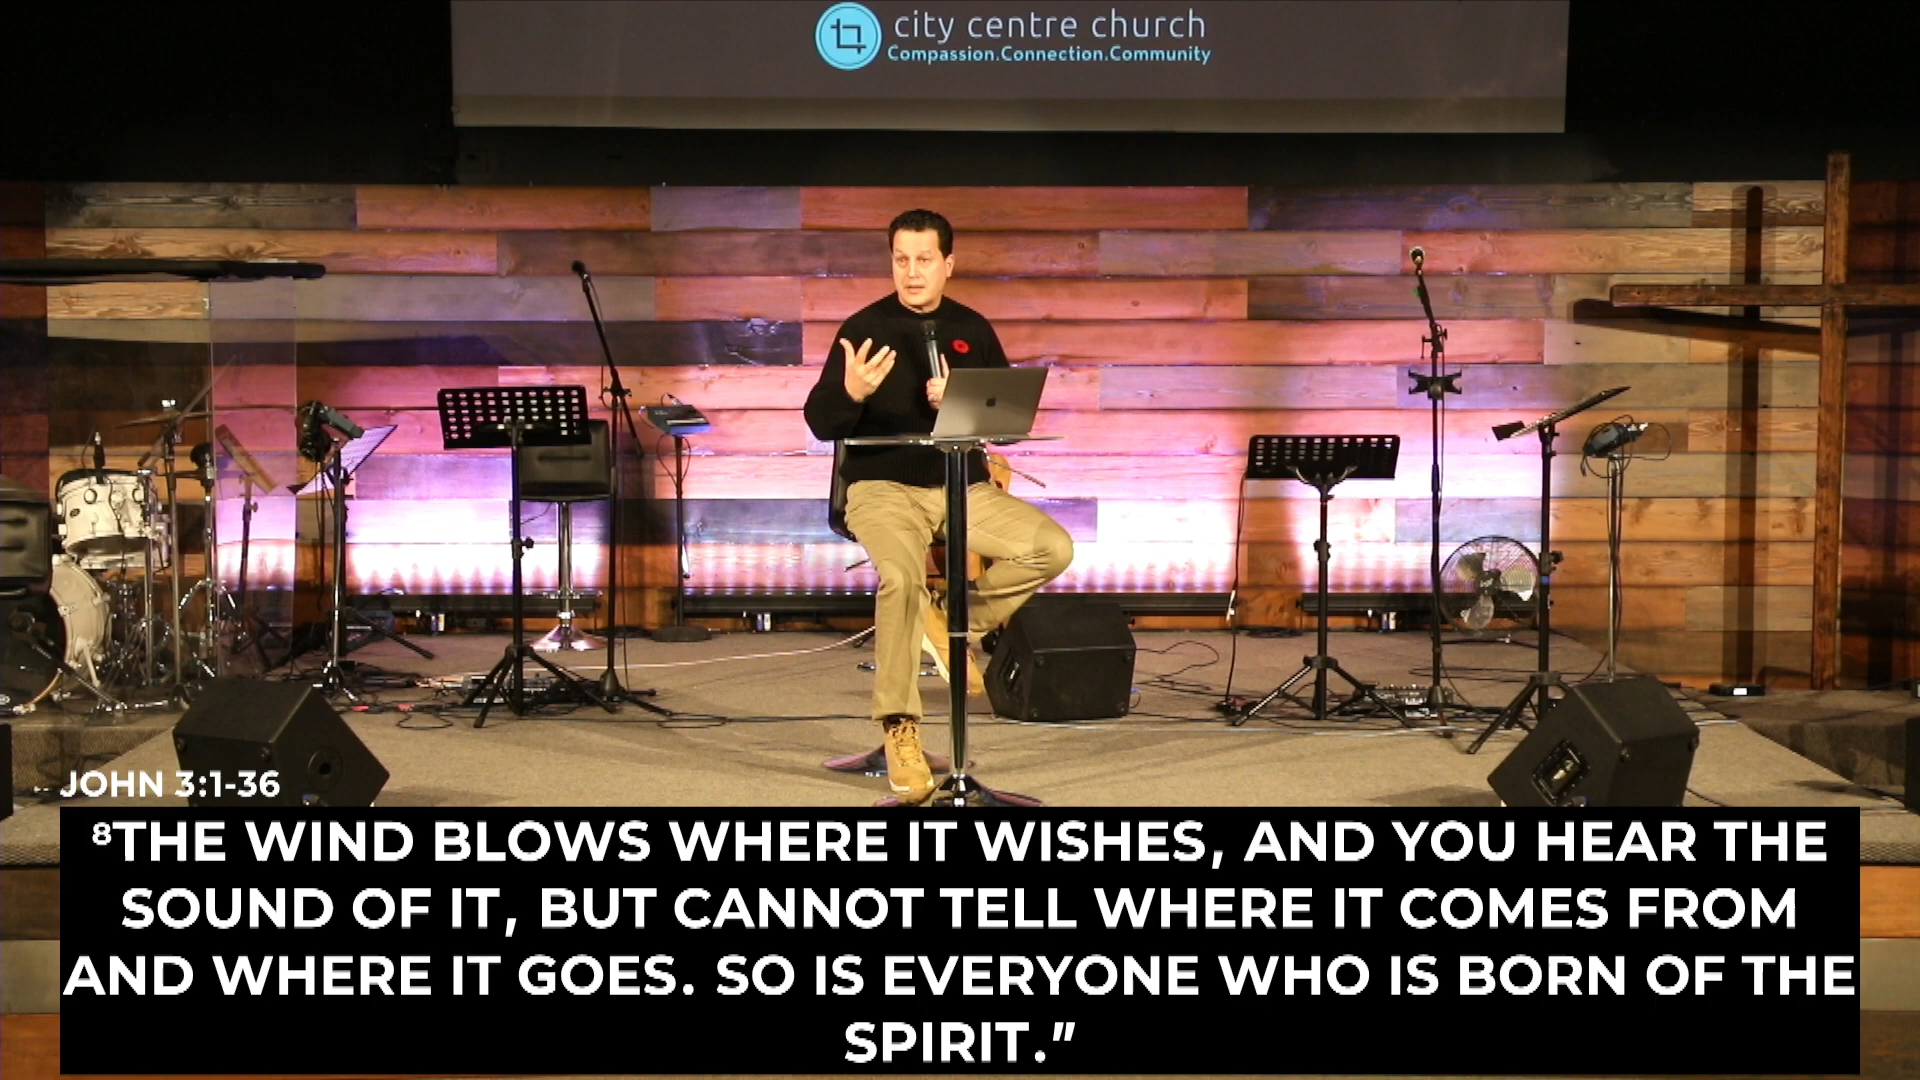 city centre church
Compassion.Connection.Community
JOHN 3:1-36
⁸THE WIND BLOWS WHERE IT WISHES, AND YOU HEAR THE
SOUND OF IT, BUT CANNOT TELL WHERE IT COMES FROM
AND WHERE IT GOES. SO IS EVERYONE WHO IS BORN OF THE
SPIRIT.”